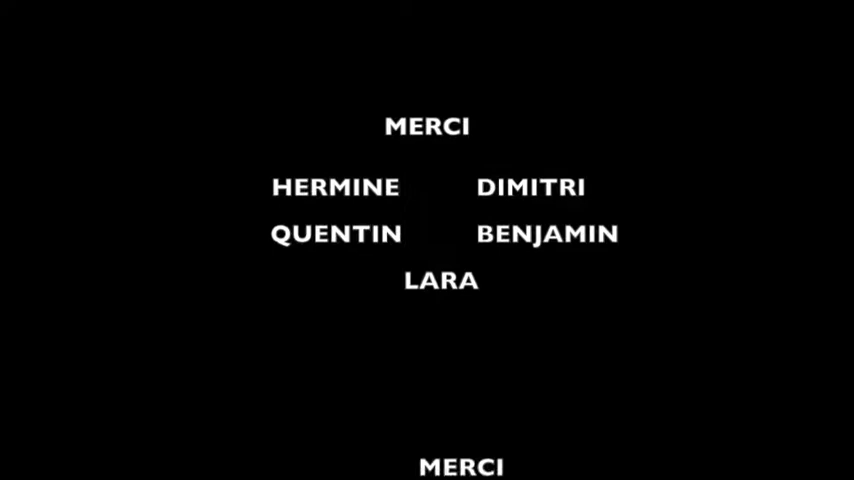 MERCI
HERMINE DIMITRI
QUENTIN BENJAMIN
LARA
MERCI